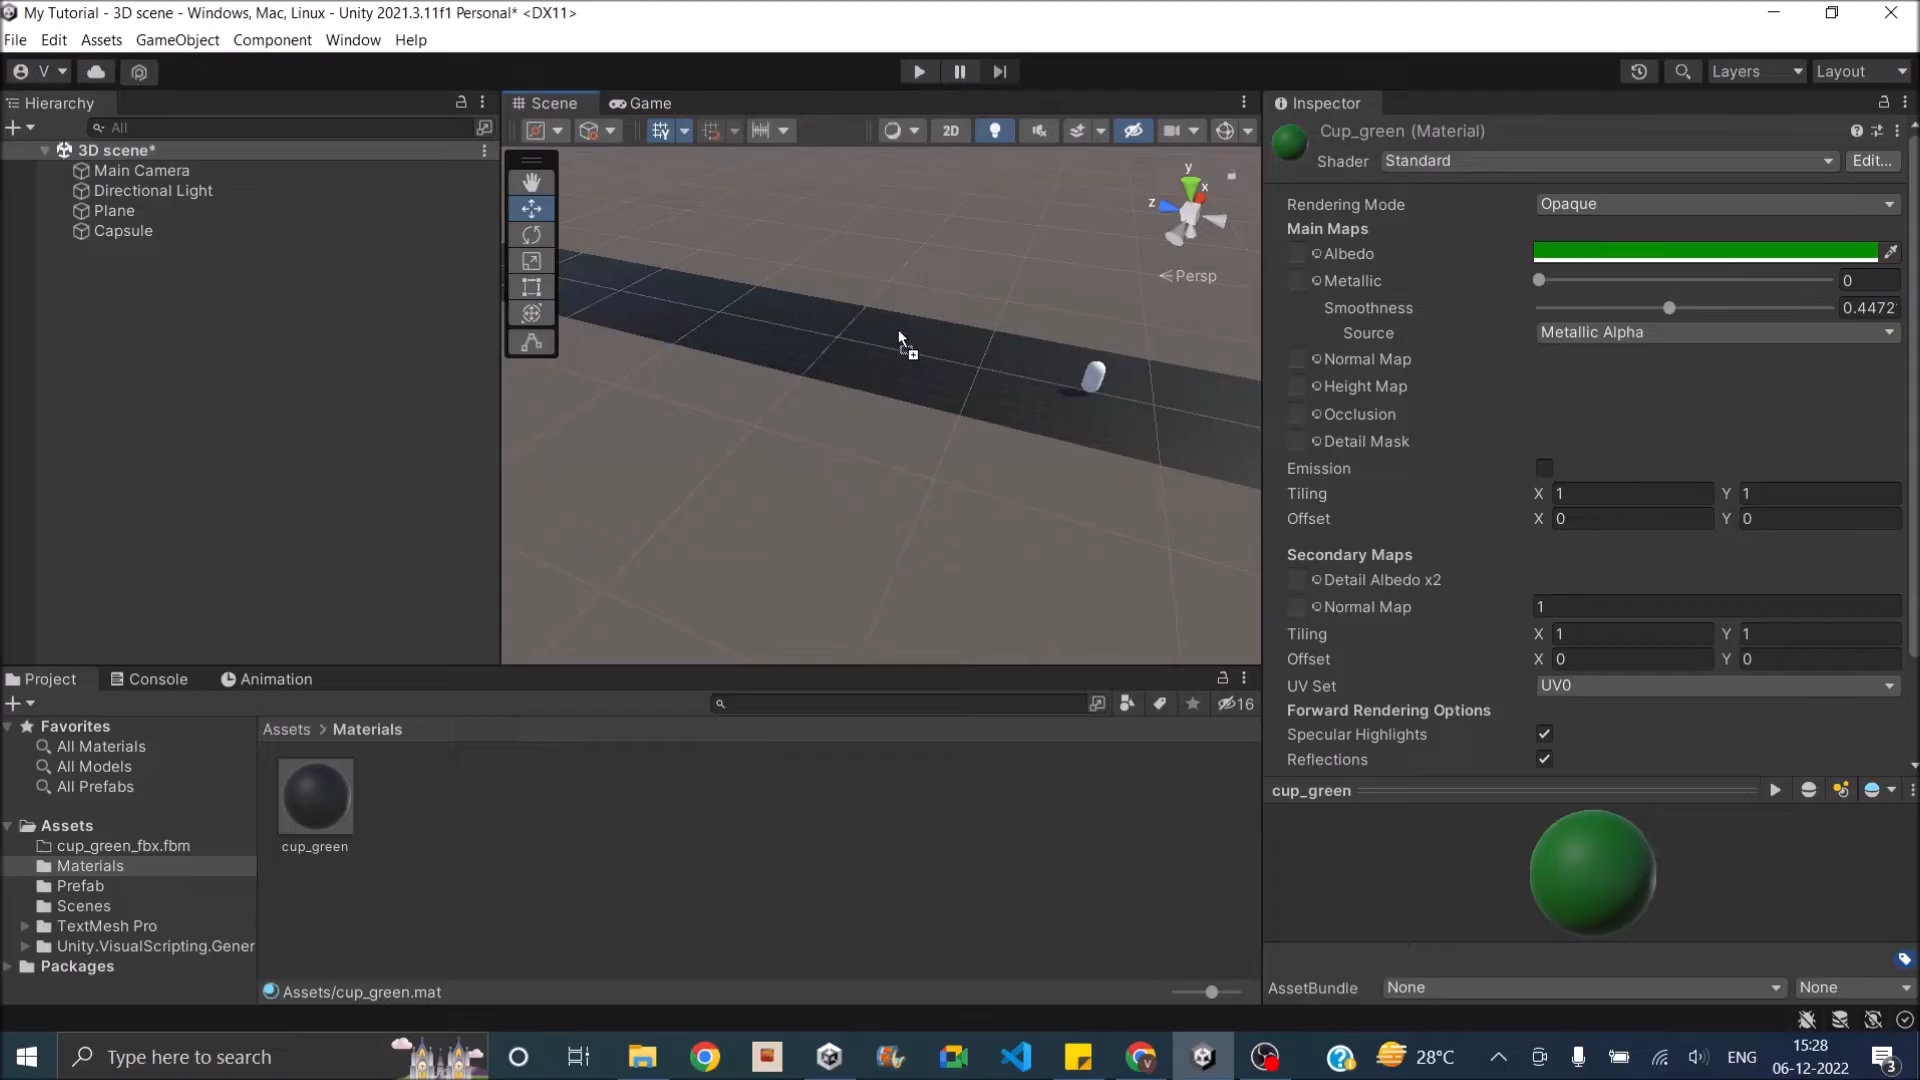 My Tutorial - 3D scene - Windows, Mac, Linux - Unity 2021.3.11f1 Personal* <DX11>
File Edit Assets GameObject Component Window Help
V
Layers
Layout
Hierarchy
All
3D scene*
Main Camera
Directional Light
Plane
Capsule
Scene
Game
2D
y
x
z
Persp
Inspector
Cup_green (Material)
Shader
Standard
Edit...
Rendering Mode
Opaque
Main Maps
Albedo
Metallic
0
Smoothness
0.4472
Source
Metallic Alpha
Normal Map
Height Map
Occlusion
Detail Mask
Emission
Tiling X 1 Y 1
Offset X 0 Y 0
Secondary Maps
Detail Albedo x2
Normal Map
1
Tiling X 1 Y 1
Offset X 0 Y 0
UV Set
UV0
Forward Rendering Options
Specular Highlights
Reflections
cup_green
AssetBundle
None
None
Project
Console
Animation
16
Favorites
All Materials
All Models
All Prefabs
Assets
cup_green_fbx.fbm
Materials
Prefab
Scenes
TextMesh Pro
Unity.VisualScripting.Gener
Packages
Assets > Materials
cup_green
Assets/cup_green.mat
Type here to search
28°C
ENG
15:28
06-12-2022
3